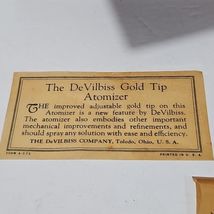 The DeVilbiss Gold Tip
Atomizer
THE improved adjustable gold tip on this
Atomizer is a new feature by DeVilbiss.
The atomizer also embodies other important
mechanical improvements and refinements, and
should spray any solution with ease and efficiency.
THE DEVILBISS COMPANY, Toledo, Ohio, U. S. A.
PRINTED IN U. S. A.